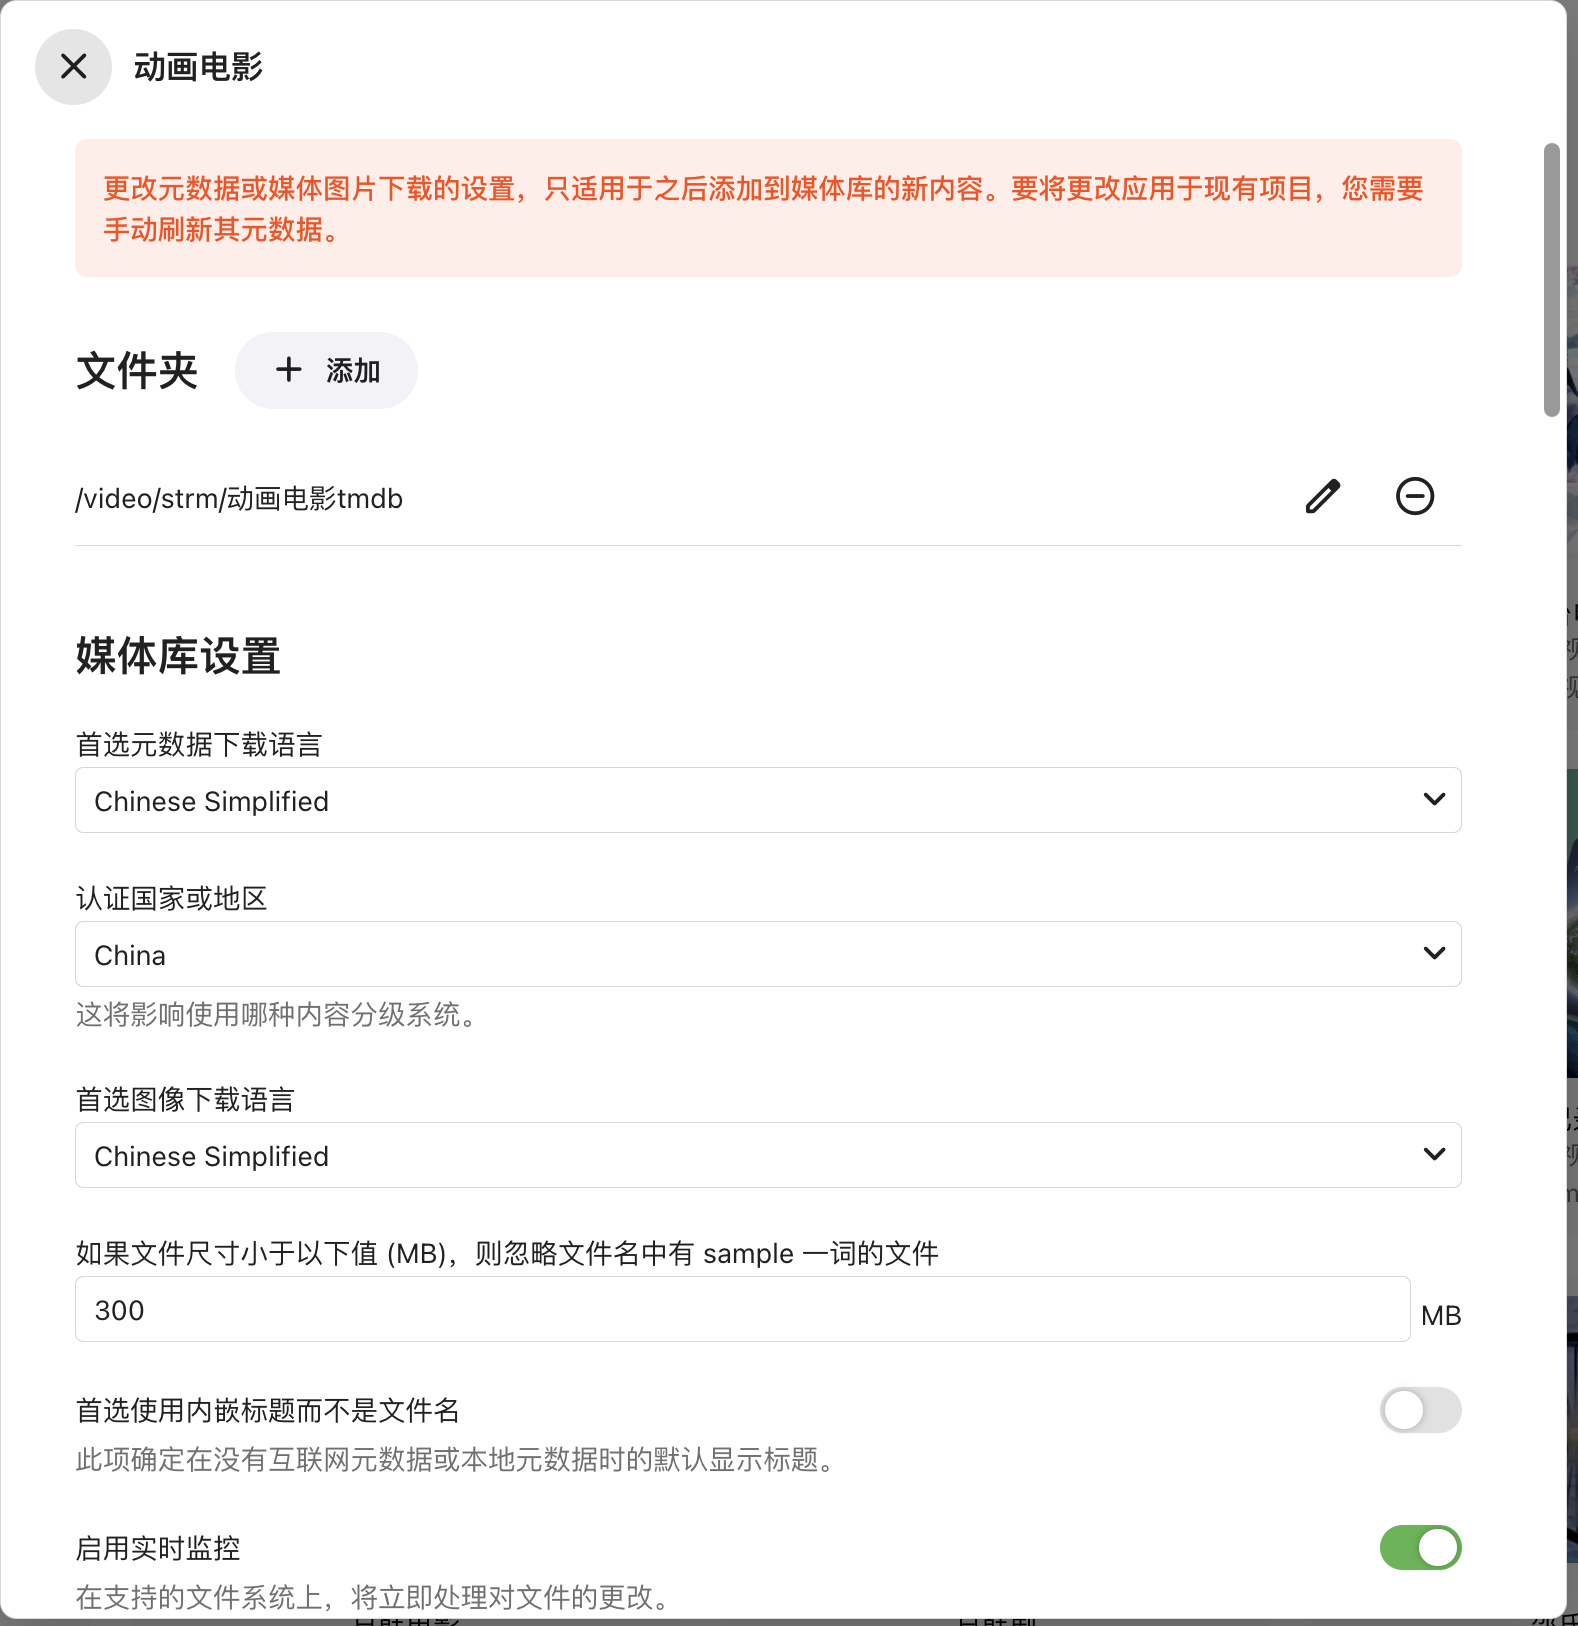 动画电影
更改元数据或媒体图片下载的设置，只适用于之后添加到媒体库的新内容。要将更改应用于现有项目，您需要
手动刷新其元数据。
文件夹
添加
/video/strm/动画电影tmdb
媒体库设置
首选元数据下载语言
Chinese Simplified
认证国家或地区
China
这将影响使用哪种内容分级系统。
首选图像下载语言
Chinese Simplified
如果文件尺寸小于以下值 (MB)，则忽略文件名中有 sample 一词的文件
300
MB
首选使用内嵌标题而不是文件名
此项确定在没有互联网元数据或本地元数据时的默认显示标题。
启用实时监控
在支持的文件系统上，将立即处理对文件的更改。